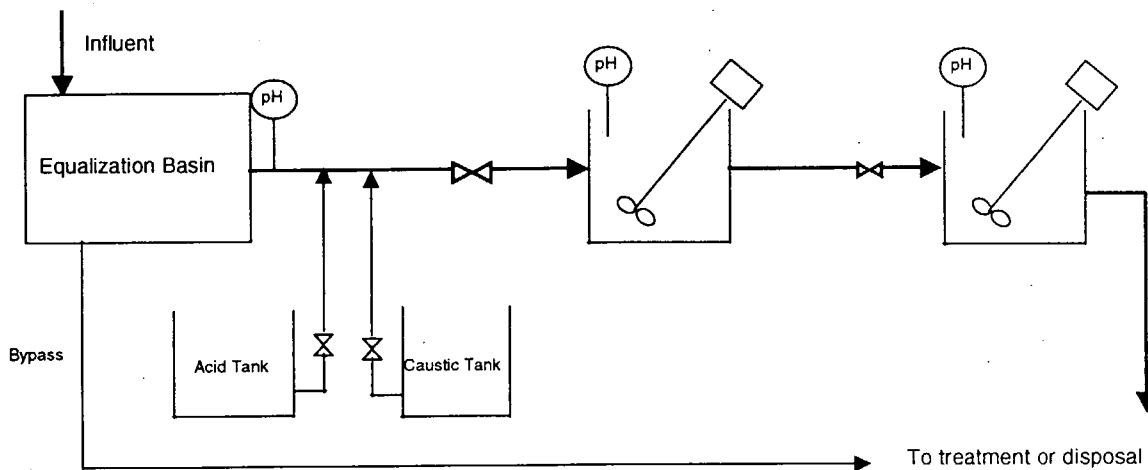 Influent
pH
pH
pH
Equalization Basin
Bypass
Acid Tank
Caustic Tank
To treatment or disposal